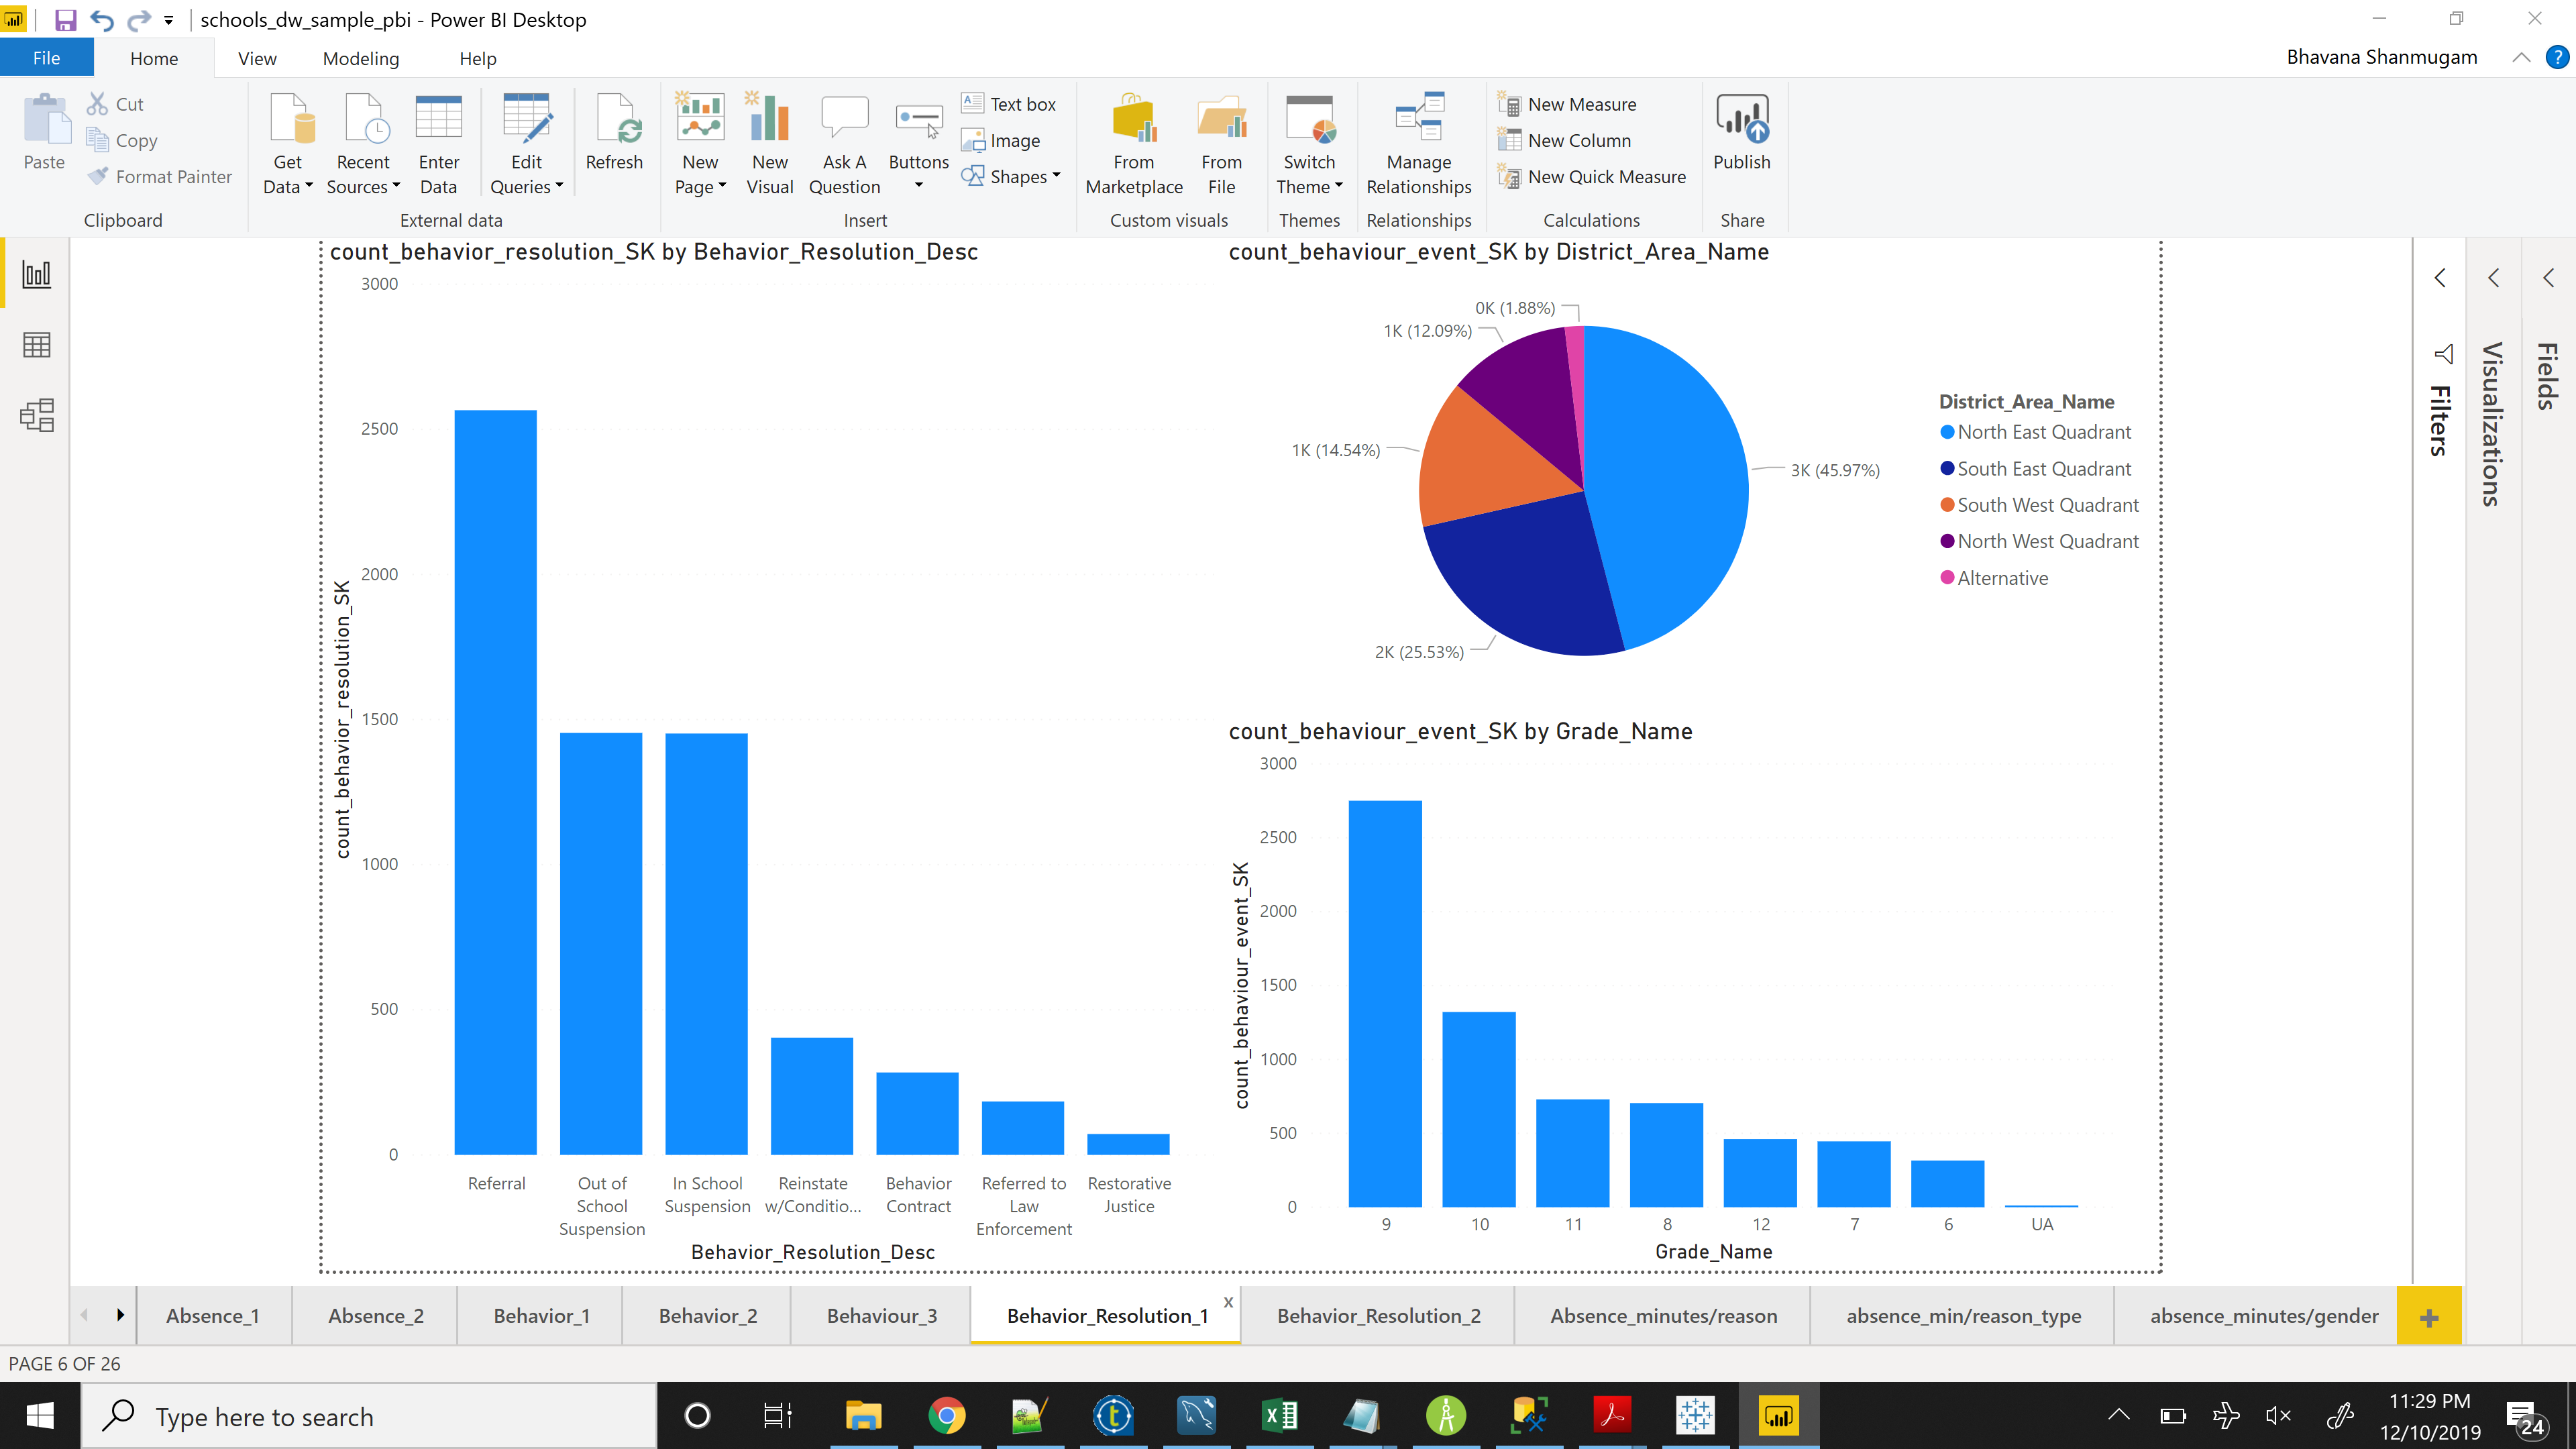 schools_dw_sample_pbi - Power BI Desktop
File
Home
View
Modeling
Help
Bhavana Shanmugam
?
Paste
Cut
Copy
Format Painter
Clipboard
Get
Data
Recent
Sources
Enter
Data
Edit
Queries
Refresh
External data
New
Page
New
Visual
Ask A
Question
Buttons
Text box
Image
Shapes
Insert
From
Marketplace
From
File
Custom visuals
Switch
Theme
Themes
Manage
Relationships
Relationships
New Measure
New Column
New Quick Measure
Calculations
Publish
Share
count_behavior_resolution_SK by Behavior_Resolution_Desc
3000
2500
2000
1500
1000
500
0
count_behavior_resolution_SK
Referral
Out of
School
Suspension
In School
Suspension
Reinstate
w/Conditio...
Behavior
Contract
Referred to
Law
Enforcement
Restorative
Justice
Behavior_Resolution_Desc
count_behaviour_event_SK by District_Area_Name
0K (1.88%)
1K (12.09%)
1K (14.54%)
2K (25.53%)
3K (45.97%)
District_Area_Name
North East Quadrant
South East Quadrant
South West Quadrant
North West Quadrant
Alternative
count_behaviour_event_SK by Grade_Name
3000
2500
2000
1500
1000
500
0
count_behaviour_event_SK
9
10
11
8
12
7
6
UA
Grade_Name
Filters
Visualizations
Fields
Absence_1
Absence_2
Behavior_1
Behavior_2
Behaviour_3
Behavior_Resolution_1
x
Behavior_Resolution_2
Absence_minutes/reason
absence_min/reason_type
absence_minutes/gender
PAGE 6 OF 26
Type here to search
11:29 PM
12/10/2019
24